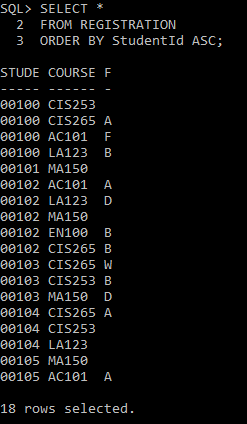 SQL> SELECT *
  2  FROM REGISTRATION
  3  ORDER BY StudentId ASC;
STUDE COURSE F
----- ------ -
00100 CIS253
00100 CIS265 A
00100 AC101  F
00100 LA123  B
00101 MA150
00102 AC101  A
00102 LA123  D
00102 MA150
00102 EN100  B
00102 CIS265 B
00103 CIS265 W
00103 CIS253 B
00103 MA150  D
00104 CIS265 A
00104 CIS253
00104 LA123
00105 MA150
00105 AC101  A
18 rows selected.